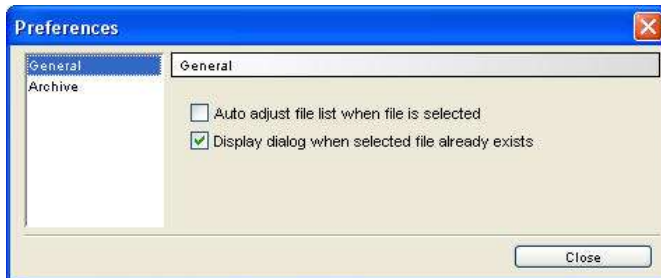 Preferences
General
Archive
General
Auto adjust file list when file is selected
Display dialog when selected file already exists
Close